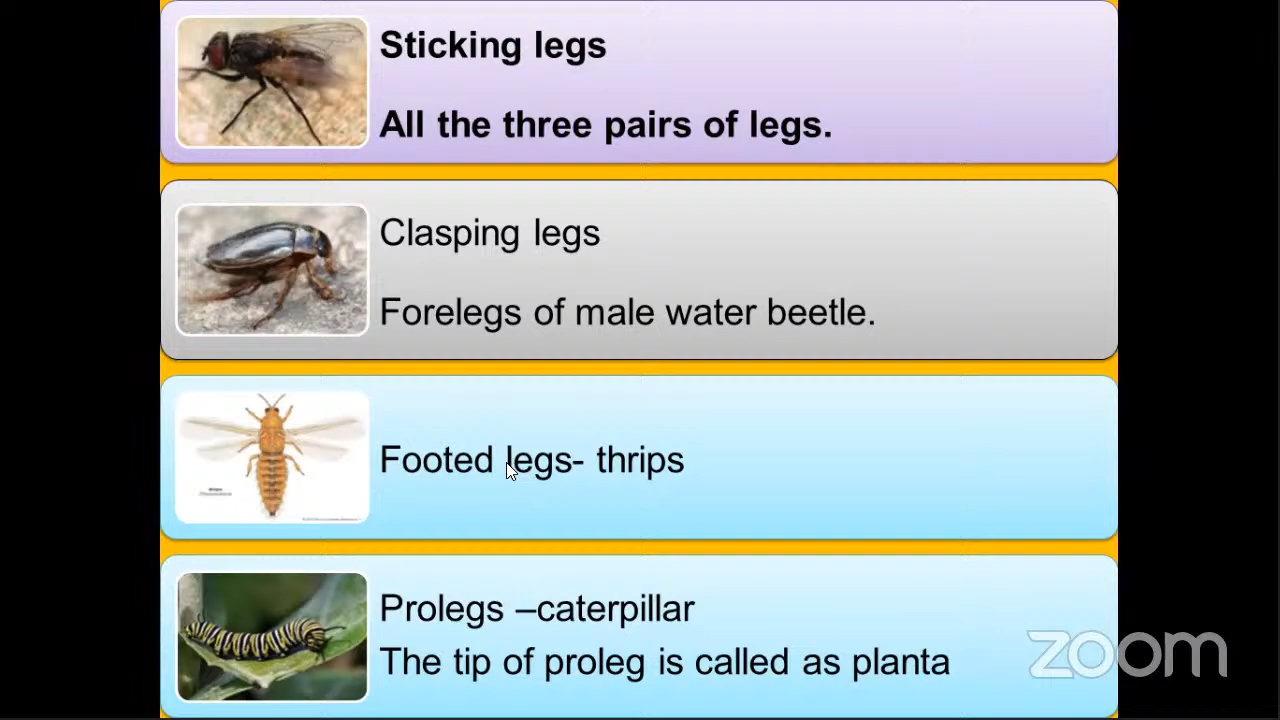 Sticking legs
All the three pairs of legs.
Clasping legs
Forelegs of male water beetle.
Footed legs- thrips
Prolegs –caterpillar
The tip of proleg is called as planta
zoom